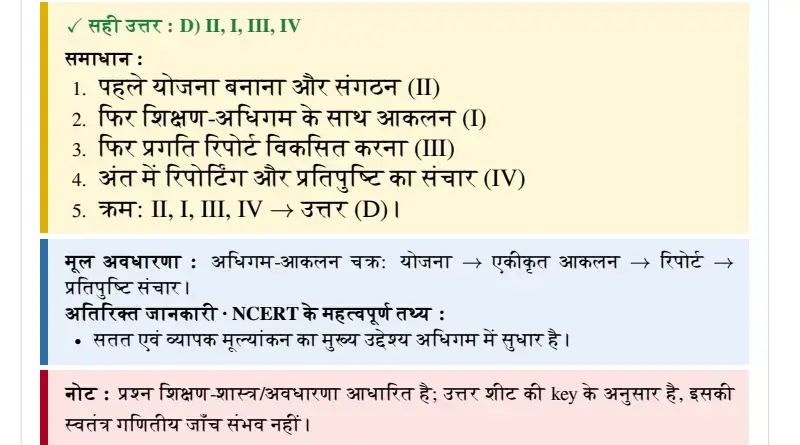 ✓ सही उत्तर : D) II, I, III, IV
समाधान :
1. पहले योजना बनाना और संगठन (II)
2. फिर शिक्षण-अधिगम के साथ आकलन (I)
3. फिर प्रगति रिपोर्ट विकसित करना (III)
4. अंत में रिपोर्टिंग और प्रतिपुष्टि का संचार (IV)
5. क्रम: II, I, III, IV → उत्तर (D)।
मूल अवधारणा : अधिगम-आकलन चक्र: योजना → एकीकृत आकलन → रिपोर्ट →
प्रतिपुष्टि संचार।
अतिरिक्त जानकारी · NCERT के महत्वपूर्ण तथ्य :
• सतत एवं व्यापक मूल्यांकन का मुख्य उद्देश्य अधिगम में सुधार है।
नोट : प्रश्न शिक्षण-शास्त्र/अवधारणा आधारित है; उत्तर शीट की key के अनुसार है, इसकी
स्वतंत्र गणितीय जाँच संभव नहीं।